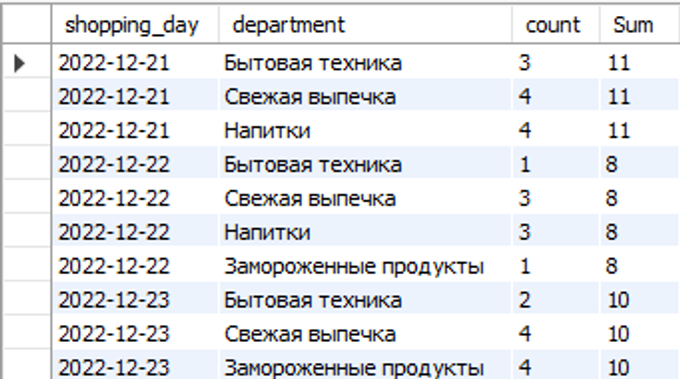 shopping_day department count Sum
2022-12-21 Бытовая техника 3 11
2022-12-21 Свежая выпечка 4 11
2022-12-21 Напитки 4 11
2022-12-22 Бытовая техника 1 8
2022-12-22 Свежая выпечка 3 8
2022-12-22 Напитки 3 8
2022-12-22 Замороженные продукты 1 8
2022-12-23 Бытовая техника 2 10
2022-12-23 Свежая выпечка 4 10
2022-12-23 Замороженные продукты 4 10